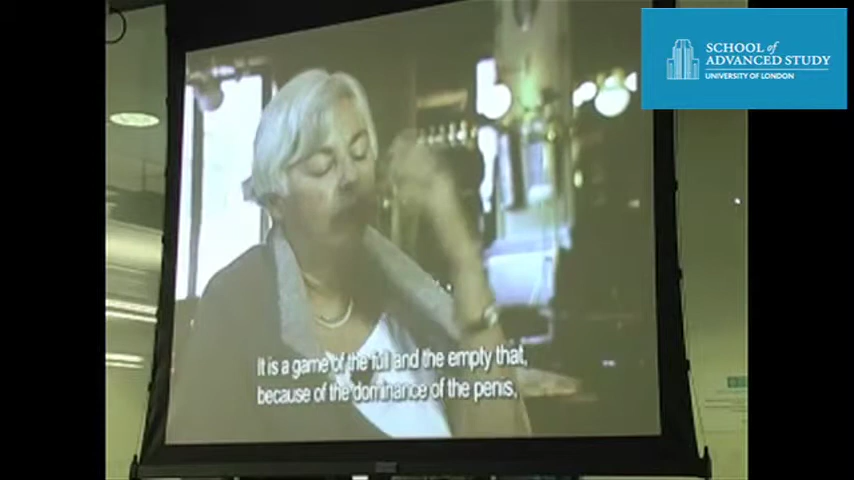 SCHOOL of
ADVANCED STUDY
UNIVERSITY OF LONDON
It is a game of the full and the empty that,
because of the dominance of the penis,